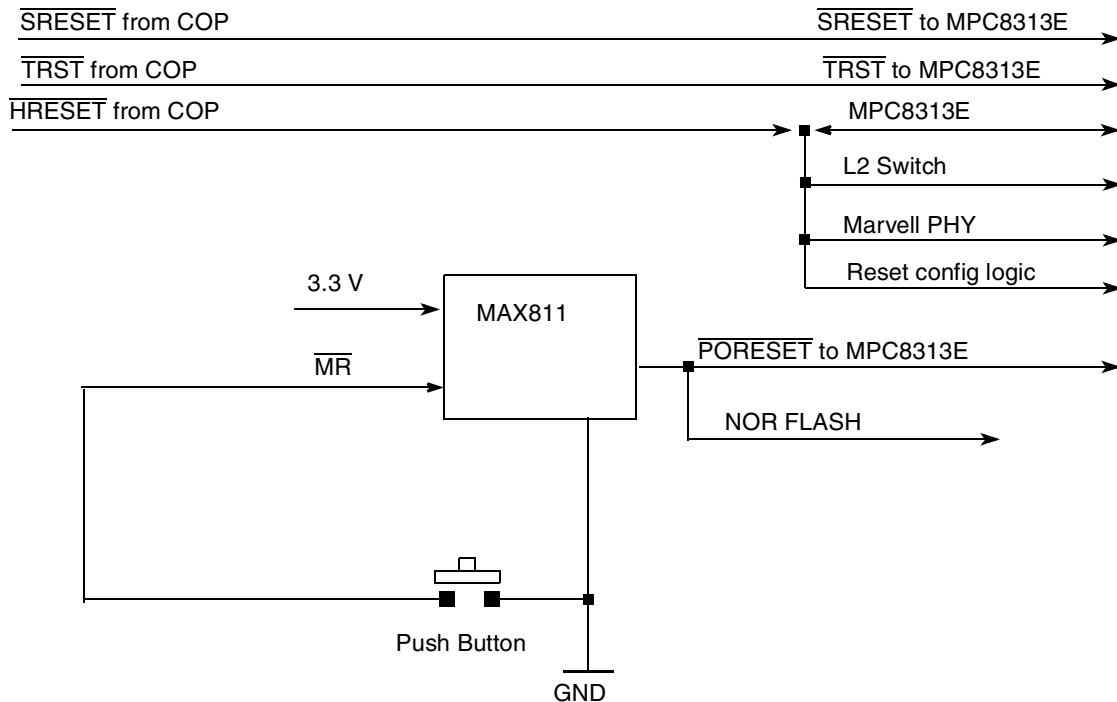 SRESET from COP
SRESET to MPC8313E
TRST from COP
TRST to MPC8313E
HRESET from COP
MPC8313E
L2 Switch
Marvell PHY
Reset config logic
3.3 V
MAX811
MR
PORESET to MPC8313E
NOR FLASH
Push Button
GND